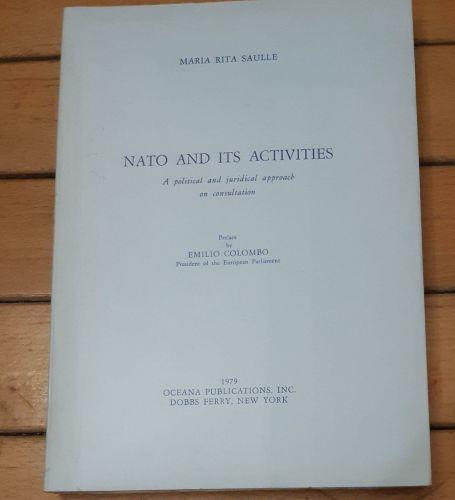 MARIA RITA SAULLE
NATO AND ITS ACTIVITIES
A political and juridical approach
on consultation
Preface
by
EMILIO COLOMBO
President of the European Parliament
1979
OCEANA PUBLICATIONS, INC.
DOBBS FERRY, NEW YORK